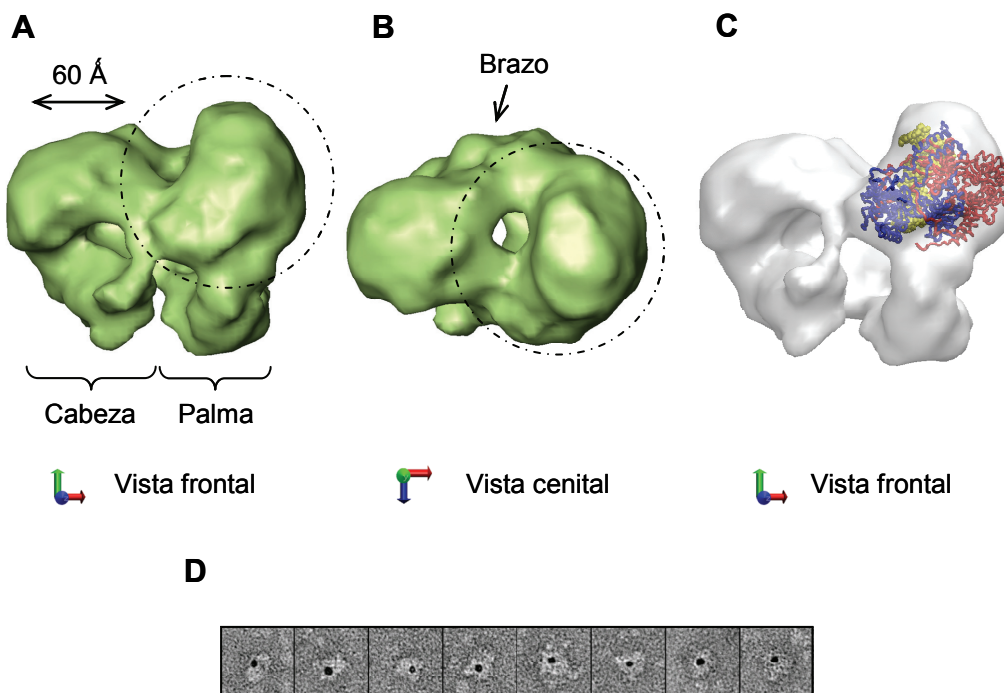 A
B
C
60 Å
Brazo
Cabeza
Palma
Vista frontal
Vista cenital
Vista frontal
D